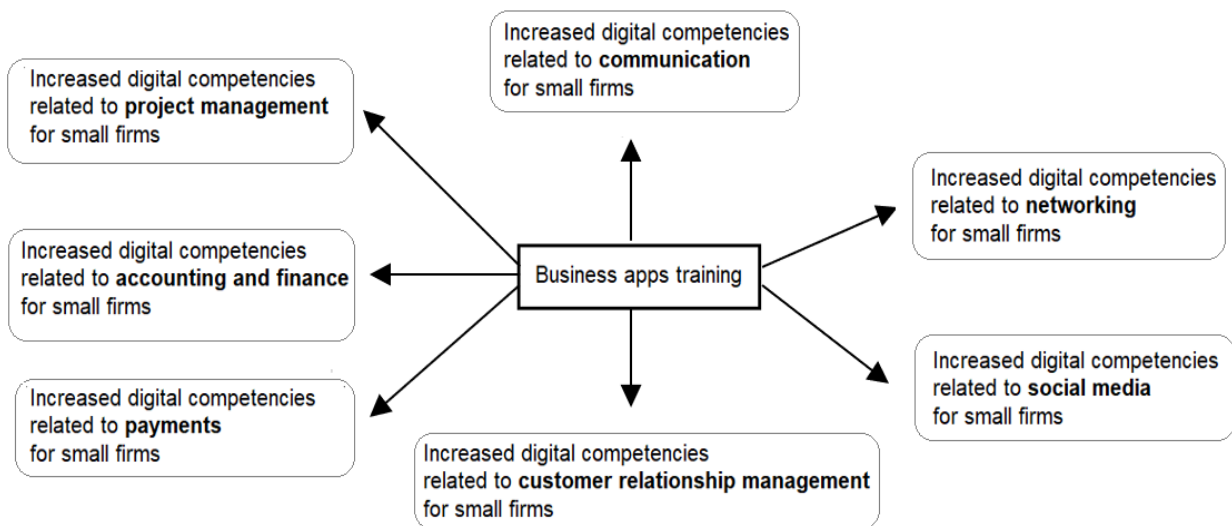 Increased digital competencies
related to communication
for small firms
Increased digital competencies
related to project management
for small firms
Increased digital competencies
related to networking
for small firms
Increased digital competencies
related to accounting and finance
for small firms
Business apps training
Increased digital competencies
related to social media
for small firms
Increased digital competencies
related to payments
for small firms
Increased digital competencies
related to customer relationship management
for small firms